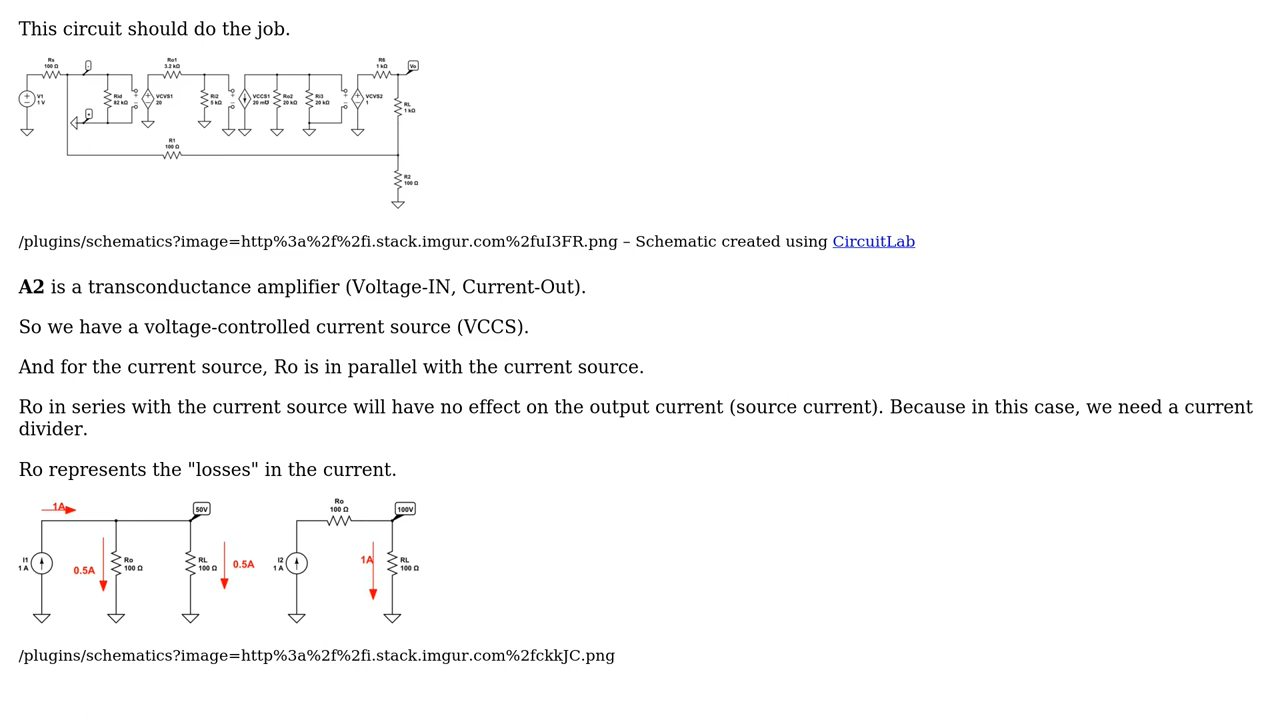 This circuit should do the job.
Rs
100 Ω
Ro1
3.2 kΩ
R6
1 kΩ
-
Vo
V1
1 V
Rid
82 kΩ
VCVS1
20
Ri2
5 kΩ
VCCS1
20 m℧
Ro2
20 kΩ
Ri3
20 kΩ
VCVS2
1
RL
1 kΩ
+
R1
100 Ω
R2
100 Ω
/plugins/schematics?image=http%3a%2f%2fi.stack.imgur.com%2fuI3FR.png – Schematic created using CircuitLab
A2 is a transconductance amplifier (Voltage-IN, Current-Out).
So we have a voltage-controlled current source (VCCS).
And for the current source, Ro is in parallel with the current source.
Ro in series with the current source will have no effect on the output current (source current). Because in this case, we need a current
divider.
Ro represents the "losses" in the current.
1A
50V
Ro
100 Ω
100V
I1
1 A
0.5A
Ro
100 Ω
RL
100 Ω
0.5A
I2
1 A
1A
RL
100 Ω
/plugins/schematics?image=http%3a%2f%2fi.stack.imgur.com%2fckkJC.png